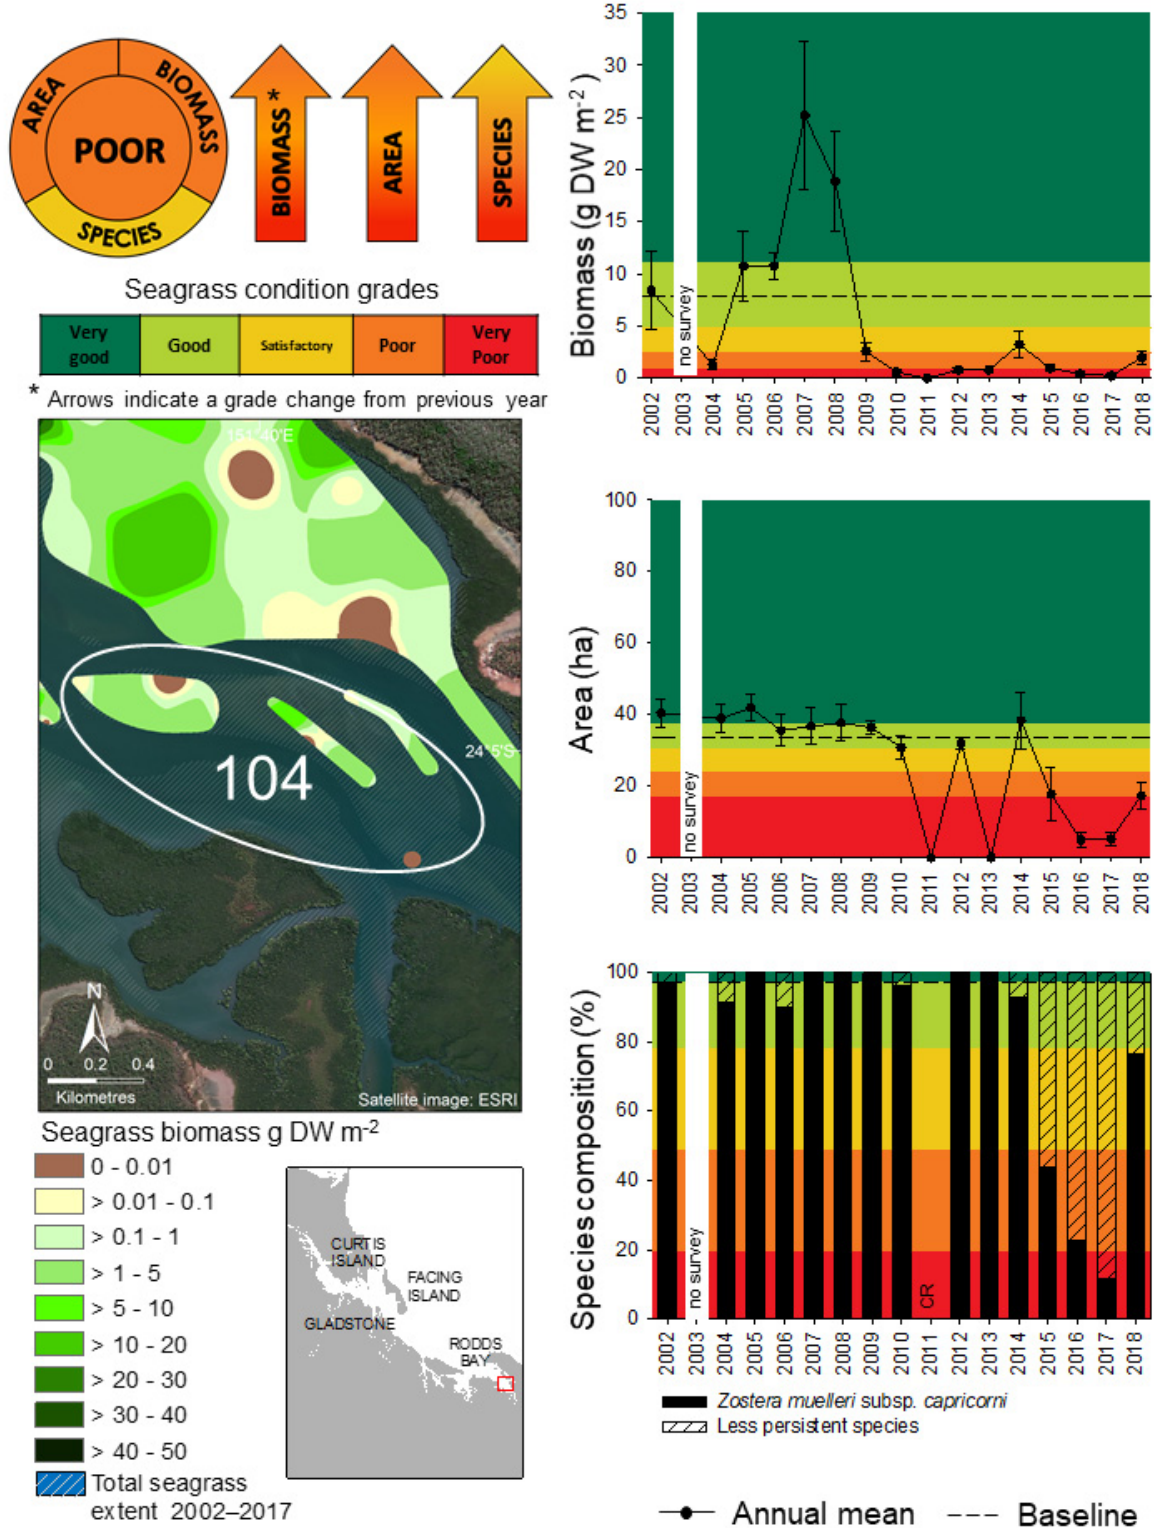 AREA
BIOMASS
POOR
SPECIES
BIOMASS *
AREA
SPECIES
Seagrass condition grades
Very good
Good
Satisfactory
Poor
Very Poor
* Arrows indicate a grade change from previous year
151°40'E
24°5'S
104
N
0 0.2 0.4
Kilometres
Satellite image: ESRI
Seagrass biomass g DW m-2
0 - 0.01
> 0.01 - 0.1
> 0.1 - 1
> 1 - 5
> 5 - 10
> 10 - 20
> 20 - 30
> 30 - 40
> 40 - 50
Total seagrass
extent 2002–2017
CURTIS
ISLAND
FACING
ISLAND
GLADSTONE
RODDS
BAY
Biomass (g DW m-2)
35
30
25
20
15
10
5
0
no survey
2002 2003 2004 2005 2006 2007 2008 2009 2010 2011 2012 2013 2014 2015 2016 2017 2018
Area (ha)
100
80
60
40
20
0
no survey
2002 2003 2004 2005 2006 2007 2008 2009 2010 2011 2012 2013 2014 2015 2016 2017 2018
Species composition (%)
100
80
60
40
20
0
no survey
CR
2002 2003 2004 2005 2006 2007 2008 2009 2010 2011 2012 2013 2014 2015 2016 2017 2018
Zostera muelleri subsp. capricorni
Less persistent species
Annual mean
Baseline